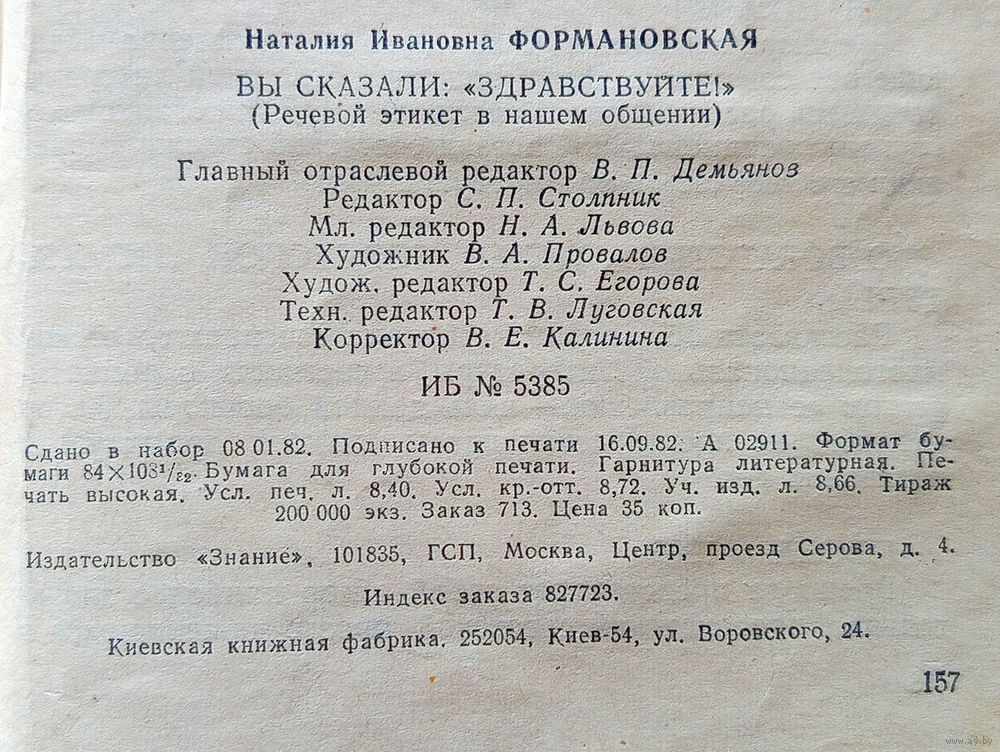 Наталия Ивановна ФОРМАНОВСКАЯ
ВЫ СКАЗАЛИ: «ЗДРАВСТВУЙТЕ!»
(Речевой этикет в нашем общении)
Главный отраслевой редактор В. П. Демьянов
Редактор С. П. Столпник
Мл. редактор Н. А. Львова
Художник В. А. Провалов
Худож. редактор Т. С. Егорова
Техн. редактор Т. В. Луговская
Корректор В. Е. Калинина
ИБ № 5385
Сдано в набор 08 01.82. Подписано к печати 16.09.82. А 02911. Формат бу-
маги 84×108¹/₃₂. Бумага для глубокой печати. Гарнитура литературная. Пе-
чать высокая. Усл. печ. л. 8,40. Усл. кр.-отт. 8,72. Уч. изд. л. 8,66. Тираж
200 000 экз. Заказ 713. Цена 35 коп.
Издательство «Знание», 101835, ГСП, Москва, Центр, проезд Серова, д. 4.
Индекс заказа 827723.
Киевская книжная фабрика. 252054, Киев-54, ул. Воровского, 24.
157
www.ay.by